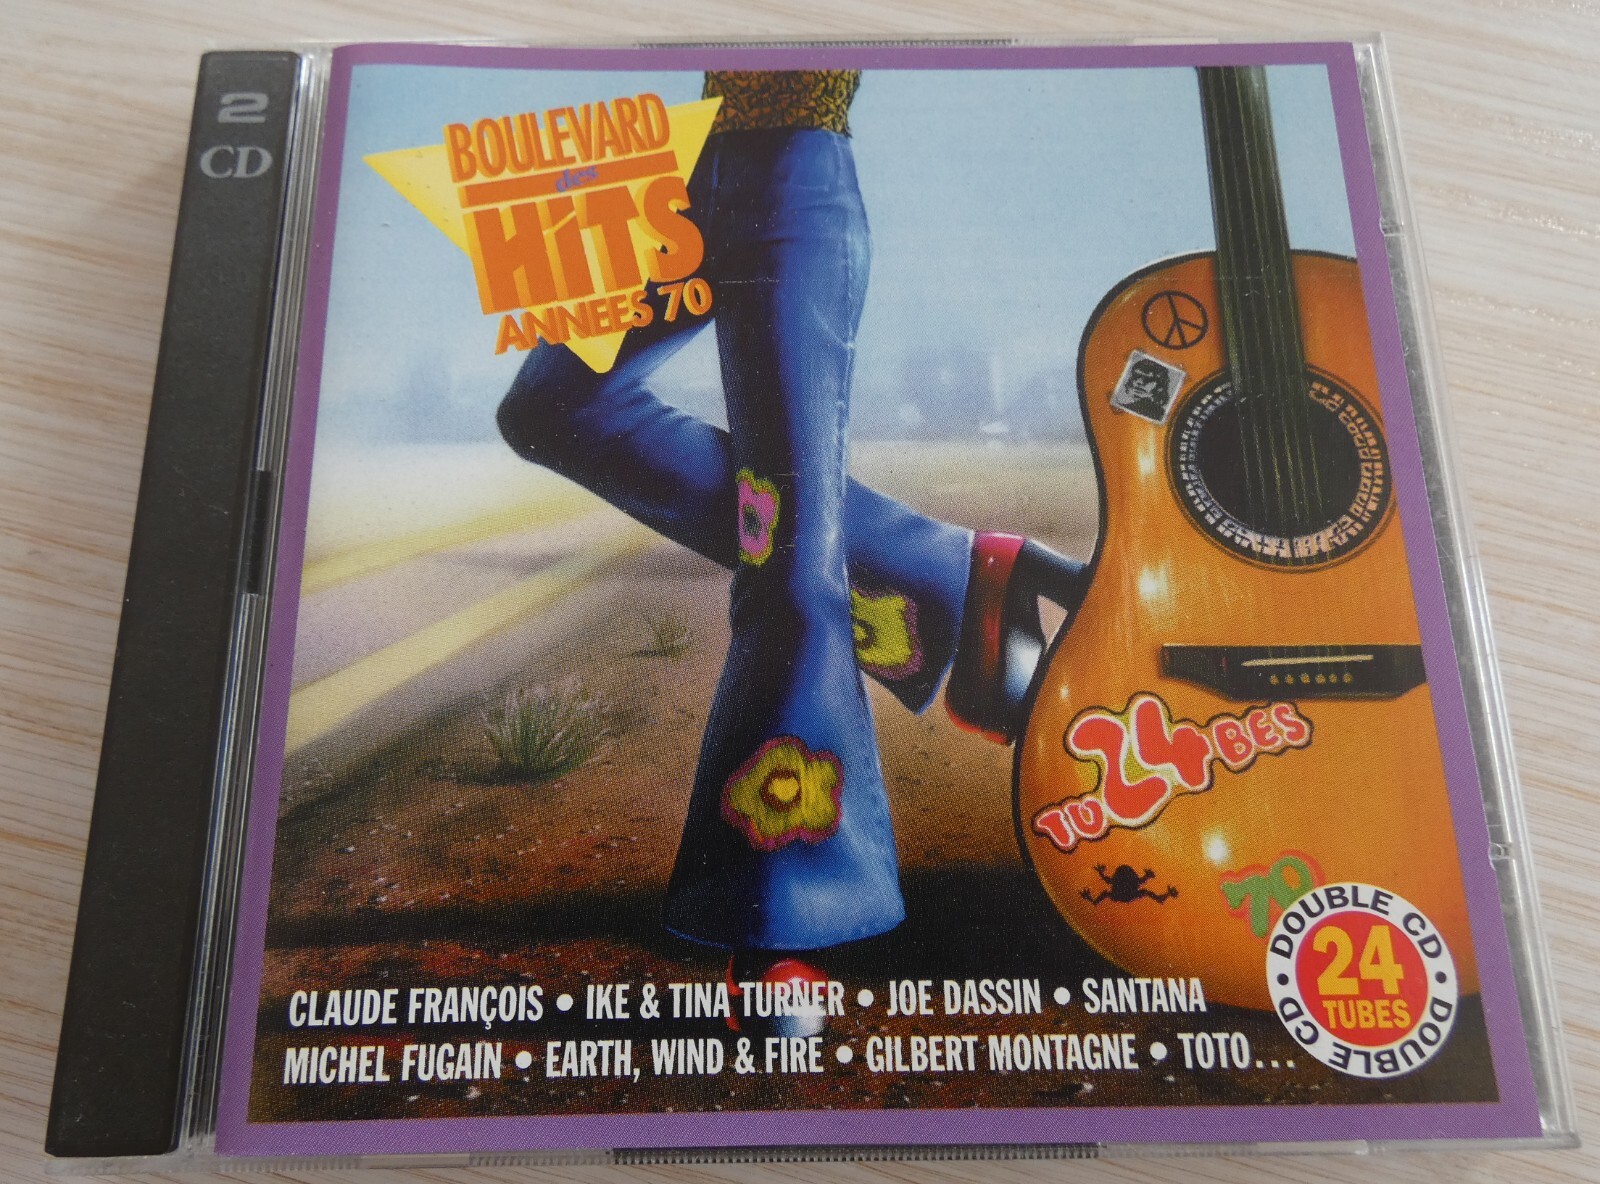 2
CD
BOULEVARD
des
HiTS
ANNEES 70
TU 24 BES
70
DOUBLE CD • DOUBLE CD •
24
TUBES
CLAUDE FRANÇOIS • IKE & TINA TURNER • JOE DASSIN • SANTANA
MICHEL FUGAIN • EARTH, WIND & FIRE • GILBERT MONTAGNE • TOTO...